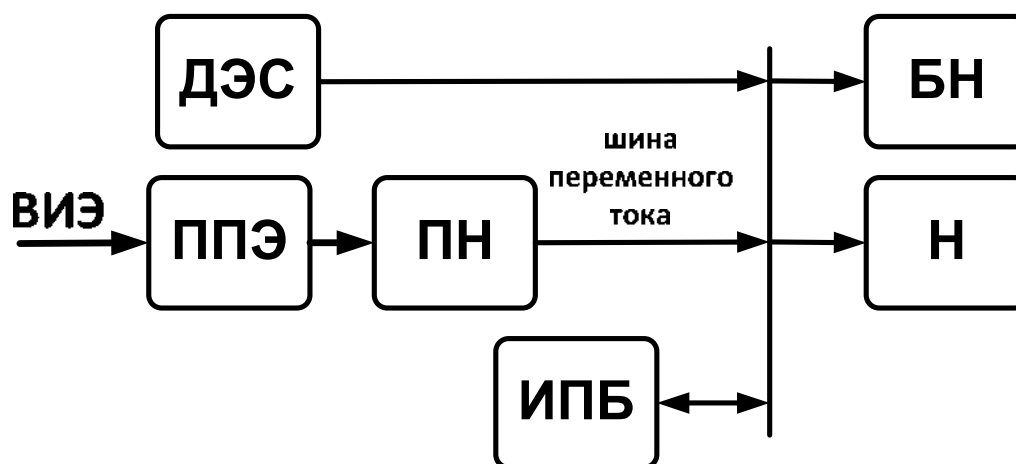 ДЭС
БН
шина
переменного
тока
ВИЭ
ППЭ
ПН
Н
ИПБ